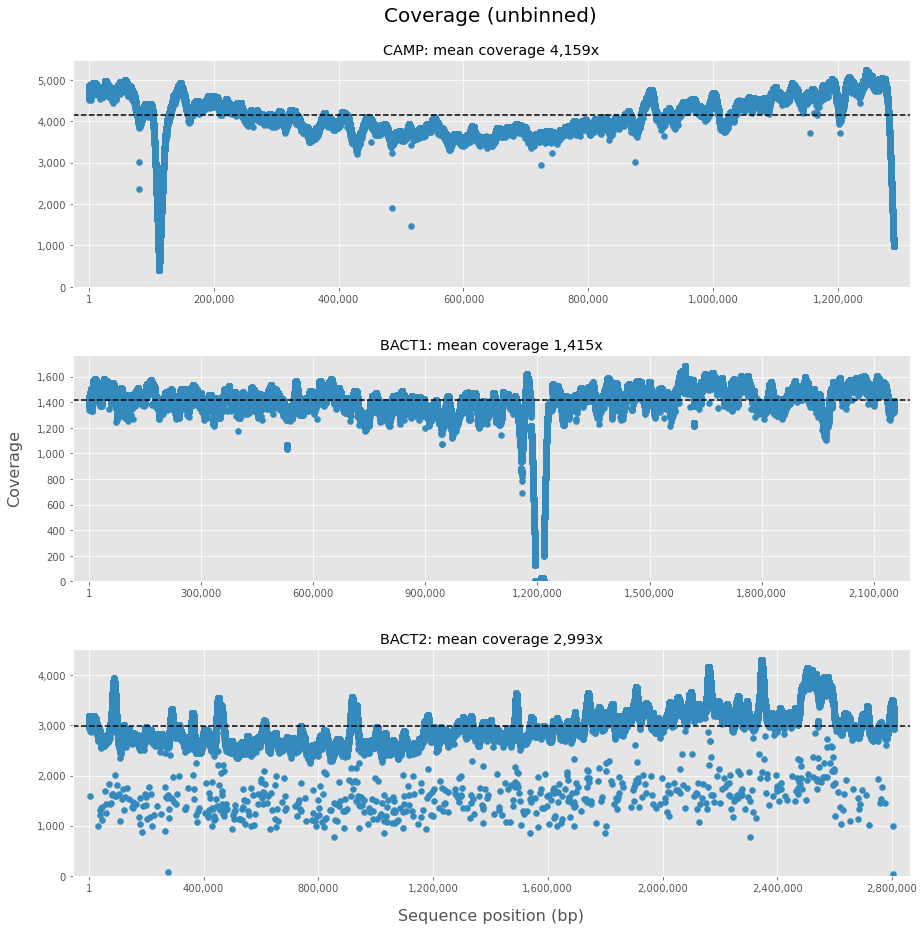 Coverage (unbinned)
CAMP: mean coverage 4,159x
5,000
4,000
3,000
2,000
1,000
0
1 200,000 400,000 600,000 800,000 1,000,000 1,200,000
BACT1: mean coverage 1,415x
1,600
1,400
1,200
1,000
800
600
400
200
0
1 300,000 600,000 900,000 1,200,000 1,500,000 1,800,000 2,100,000
Coverage
BACT2: mean coverage 2,993x
4,000
3,000
2,000
1,000
0
1 400,000 800,000 1,200,000 1,600,000 2,000,000 2,400,000 2,800,000
Sequence position (bp)